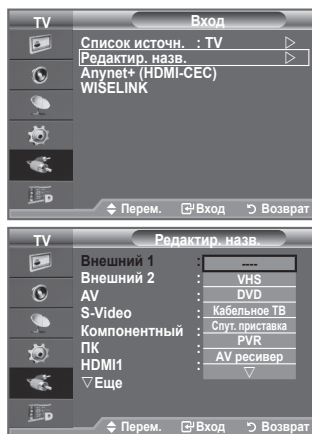 TV Вход
Список источн. : TV ▷
Редактир. назв. ▷
Anynet+ (HDMI-CEC)
WISELINK
Перем. Вход Возврат
TV Редактир. назв.
Внешний 1 : ----
Внешний 2 : VHS
AV : DVD
S-Video : Кабельное ТВ
Компонентный : Спут. приставка
ПК : PVR
HDMI1 : AV ресивер
▽Еще ▽
Перем. Вход Возврат